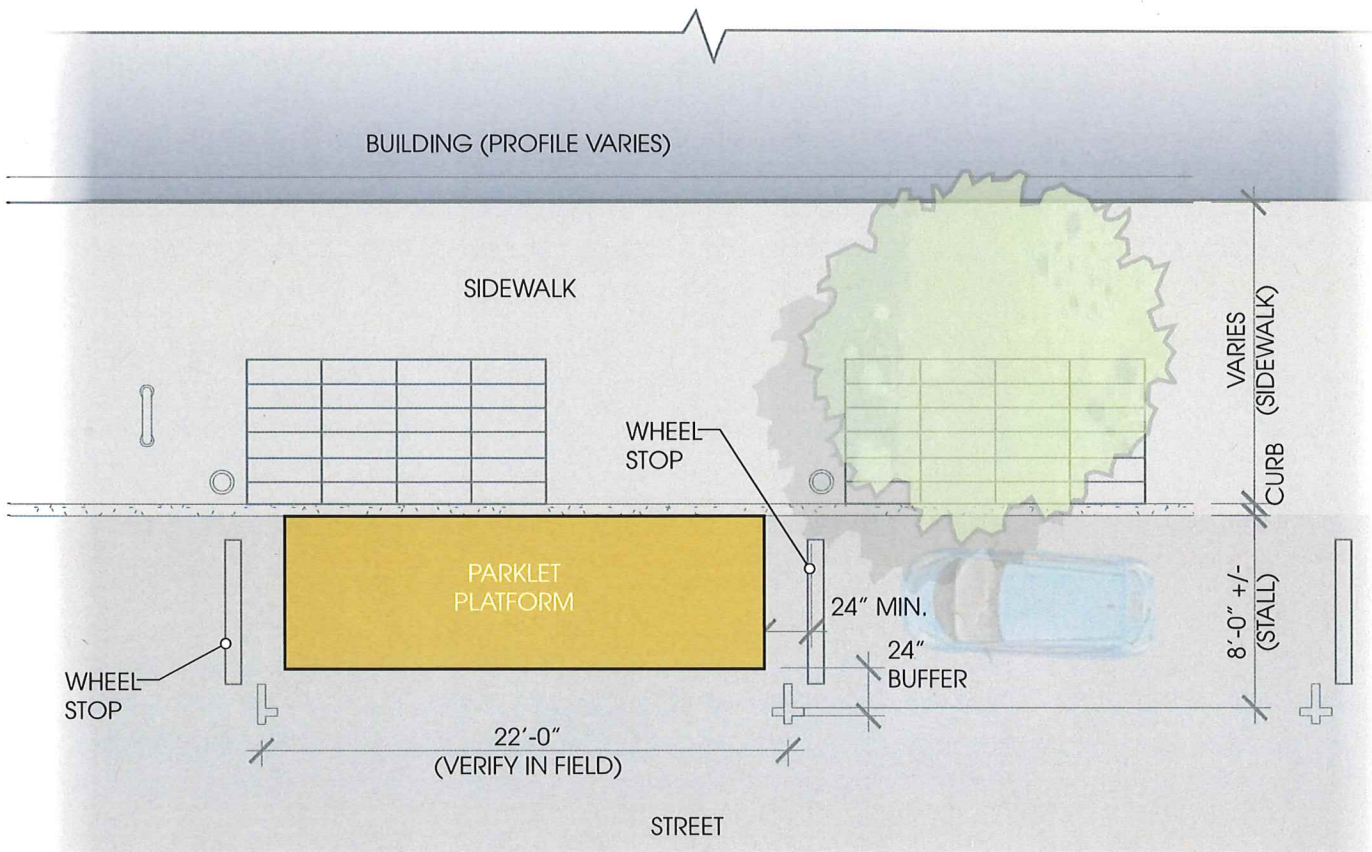 BUILDING (PROFILE VARIES)
SIDEWALK
VARIES
(SIDEWALK)
CURB
WHEEL
STOP
PARKLET
PLATFORM
24" MIN.
24"
BUFFER
8'-0" +/-
(STALL)
WHEEL
STOP
22'-0"
(VERIFY IN FIELD)
STREET